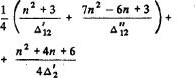 1/4 ( (n² + 3)/Δ′₁₂ + (7n² − 6n + 3)/Δ″₁₂ ) +
+ (n² + 4n + 6)/(4Δ′₂)